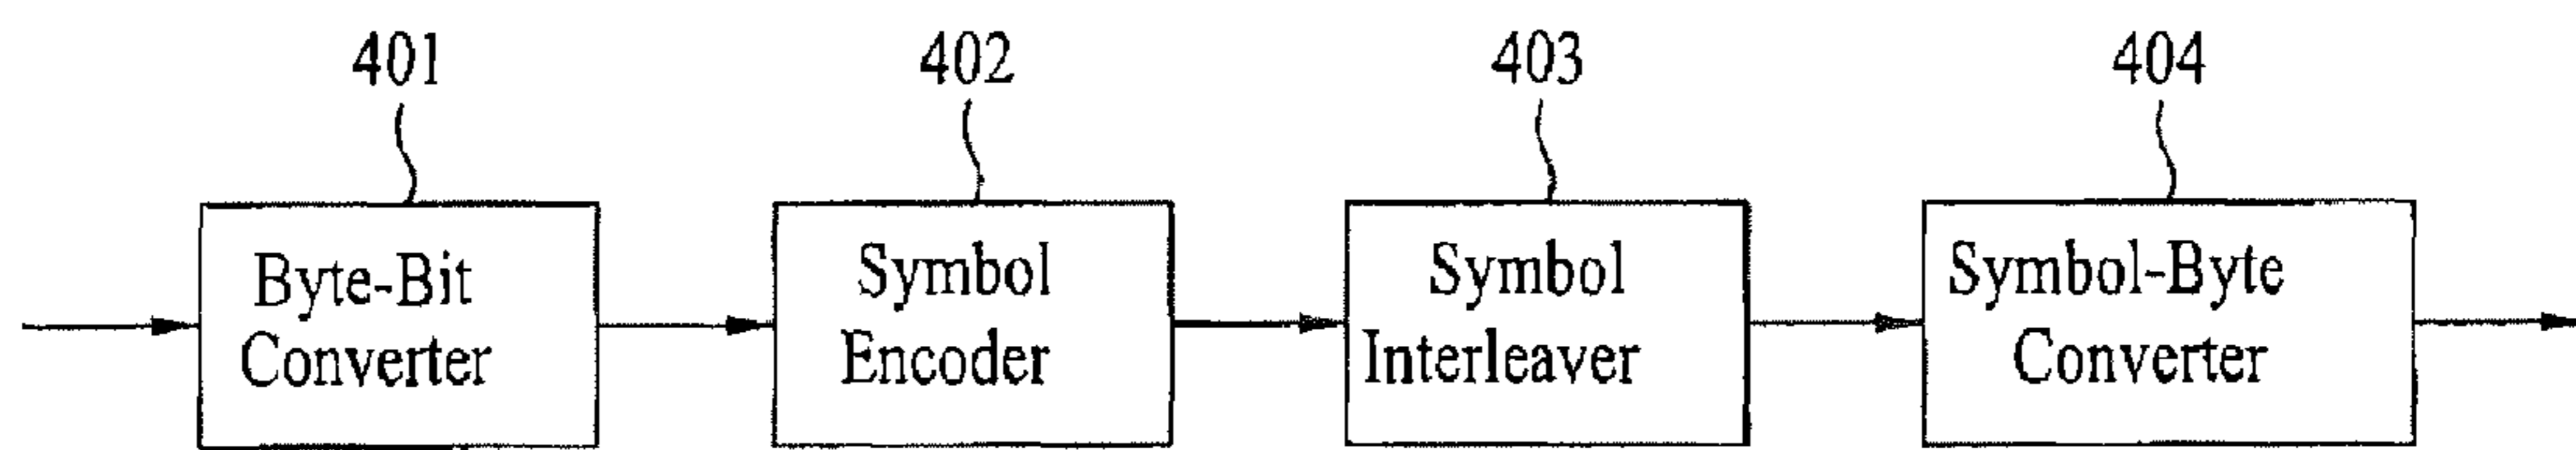 401
402
403
404
Byte-Bit
Converter
Symbol
Encoder
Symbol
Interleaver
Symbol-Byte
Converter